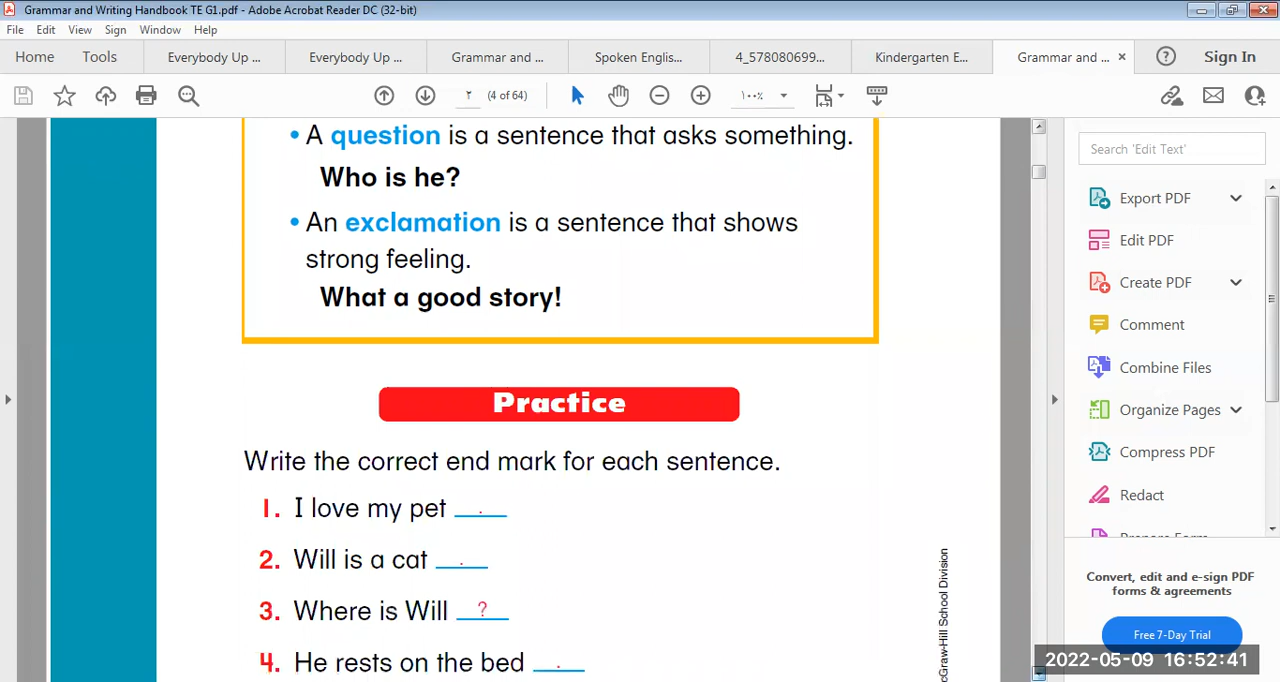 Grammar and Writing Handbook TE G1.pdf - Adobe Acrobat Reader DC (32-bit)
File Edit View Sign Window Help
Home Tools Everybody Up ... Everybody Up ... Grammar and ... Spoken Englis... 4_578080699... Kindergarten E... Grammar and ... × ? Sign In
٢ (4 of 64) ١٠٠%
• A question is a sentence that asks something.
Who is he?
• An exclamation is a sentence that shows
strong feeling.
What a good story!
Practice
Write the correct end mark for each sentence.
1. I love my pet .
2. Will is a cat .
3. Where is Will ?
4. He rests on the bed .
Graw-Hill School Division
Search 'Edit Text'
Export PDF
Edit PDF
Create PDF
Comment
Combine Files
Organize Pages
Compress PDF
Redact
Convert, edit and e-sign PDF
forms & agreements
Free 7-Day Trial
2022-05-09 16:52:41